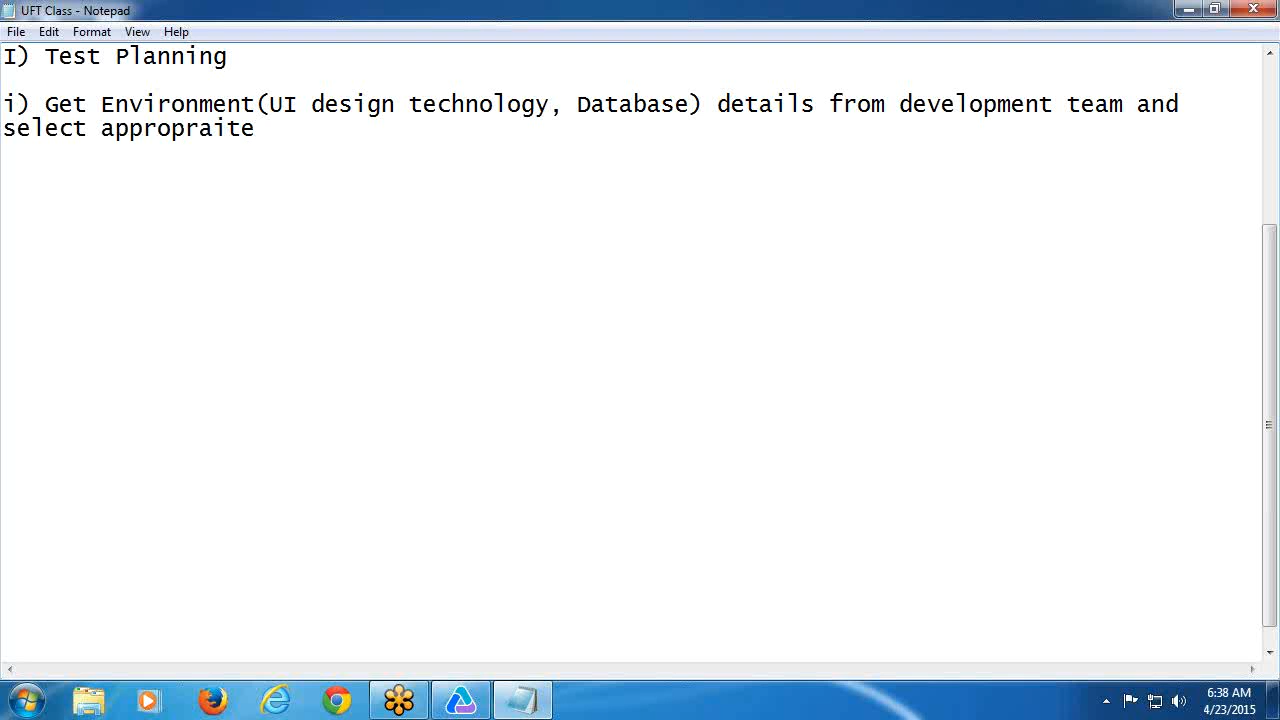 UFT Class - Notepad
File Edit Format View Help
I) Test Planning
i) Get Environment(UI design technology, Database) details from development team and
select appropraite
6:38 AM
4/23/2015